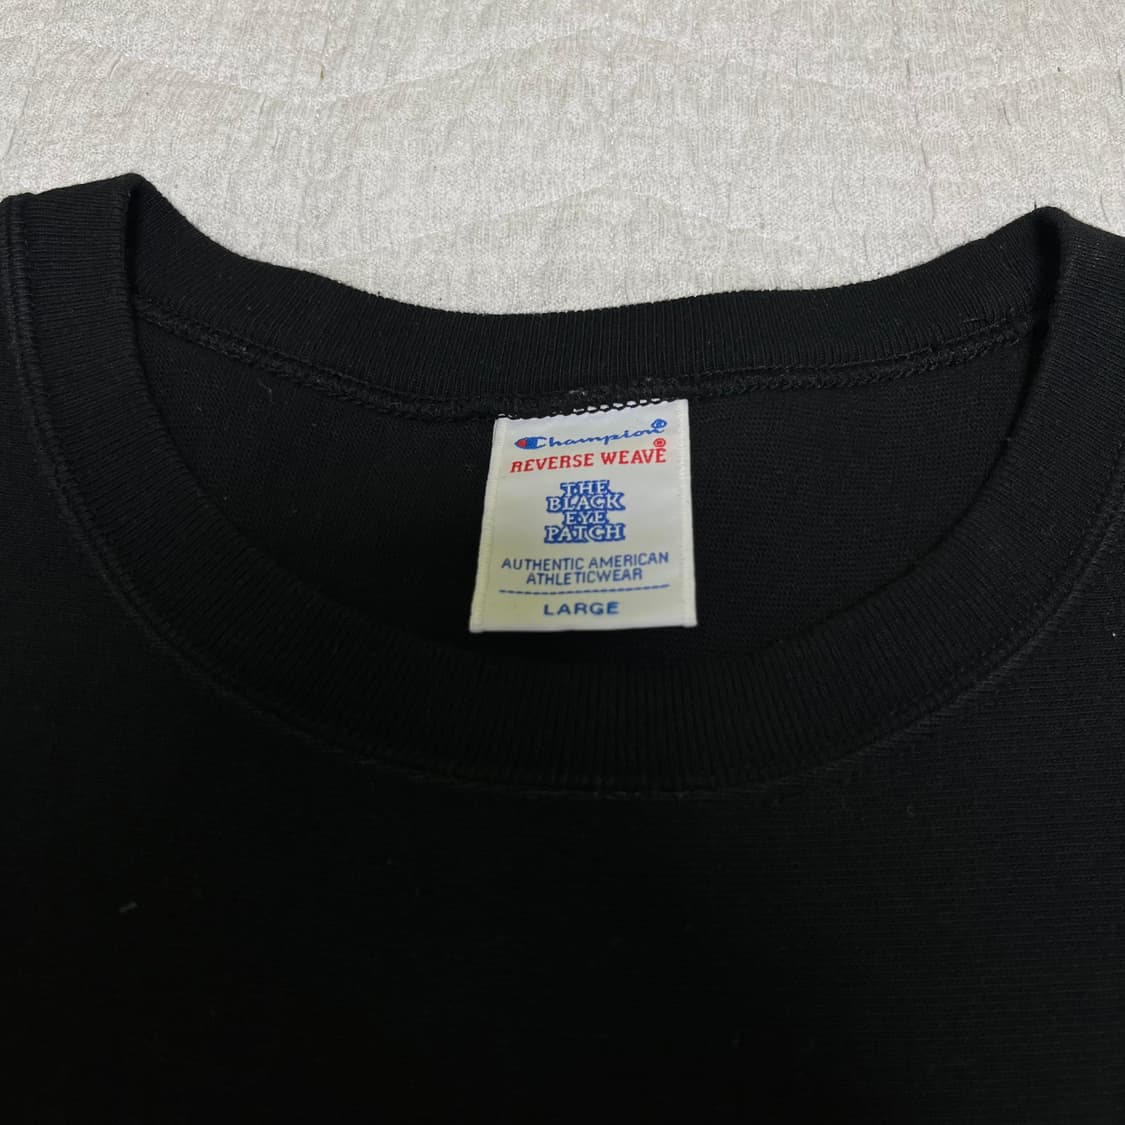 Champion®
REVERSE WEAVE®
THE
BLACK
EYE
PATCH
AUTHENTIC AMERICAN
ATHLETICWEAR
LARGE